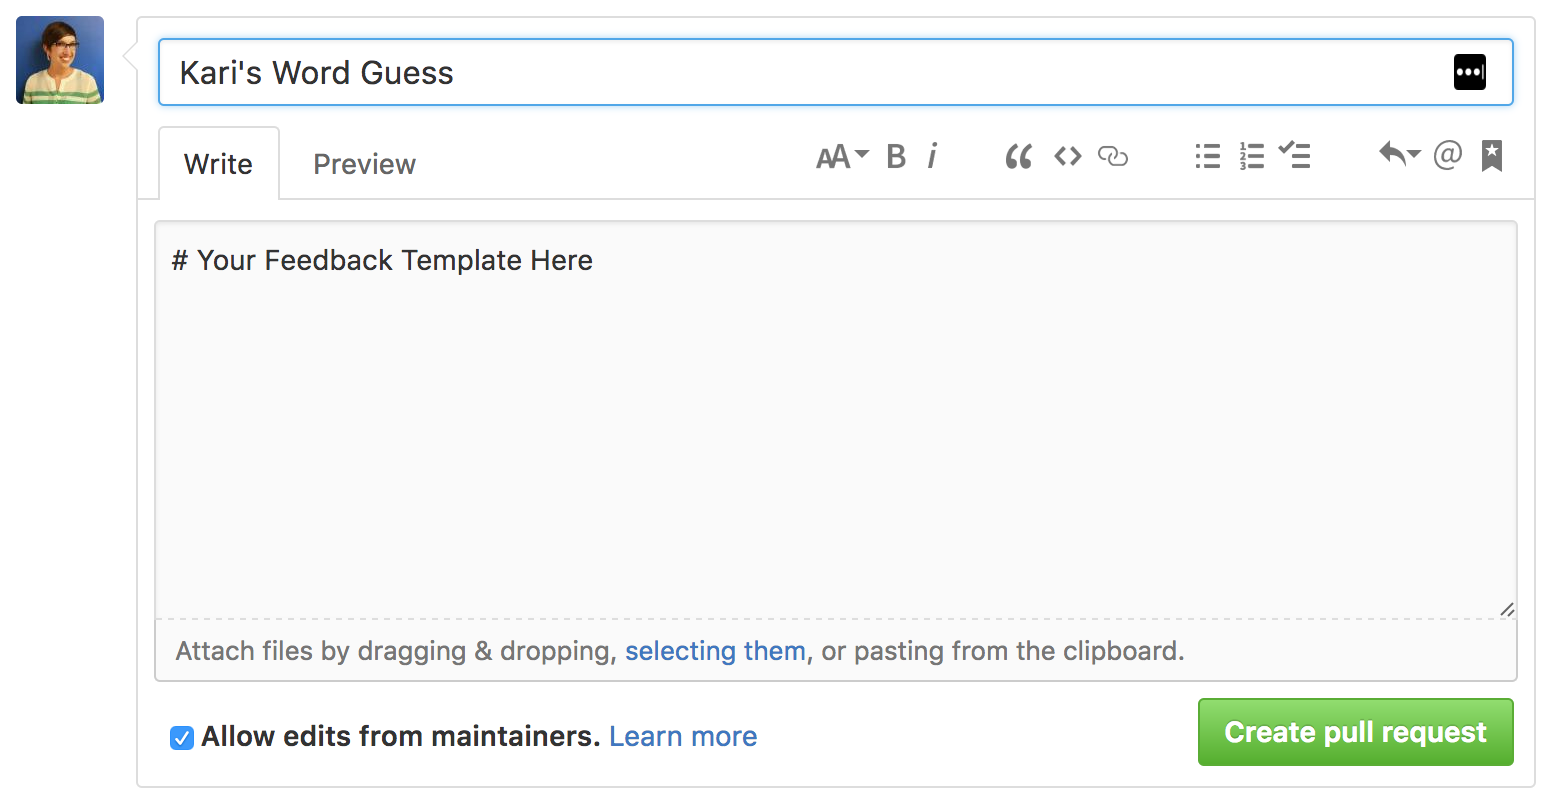 Kari's Word Guess
Write Preview AA B i
# Your Feedback Template Here
Attach files by dragging & dropping, selecting them, or pasting from the clipboard.
Allow edits from maintainers. Learn more
Create pull request